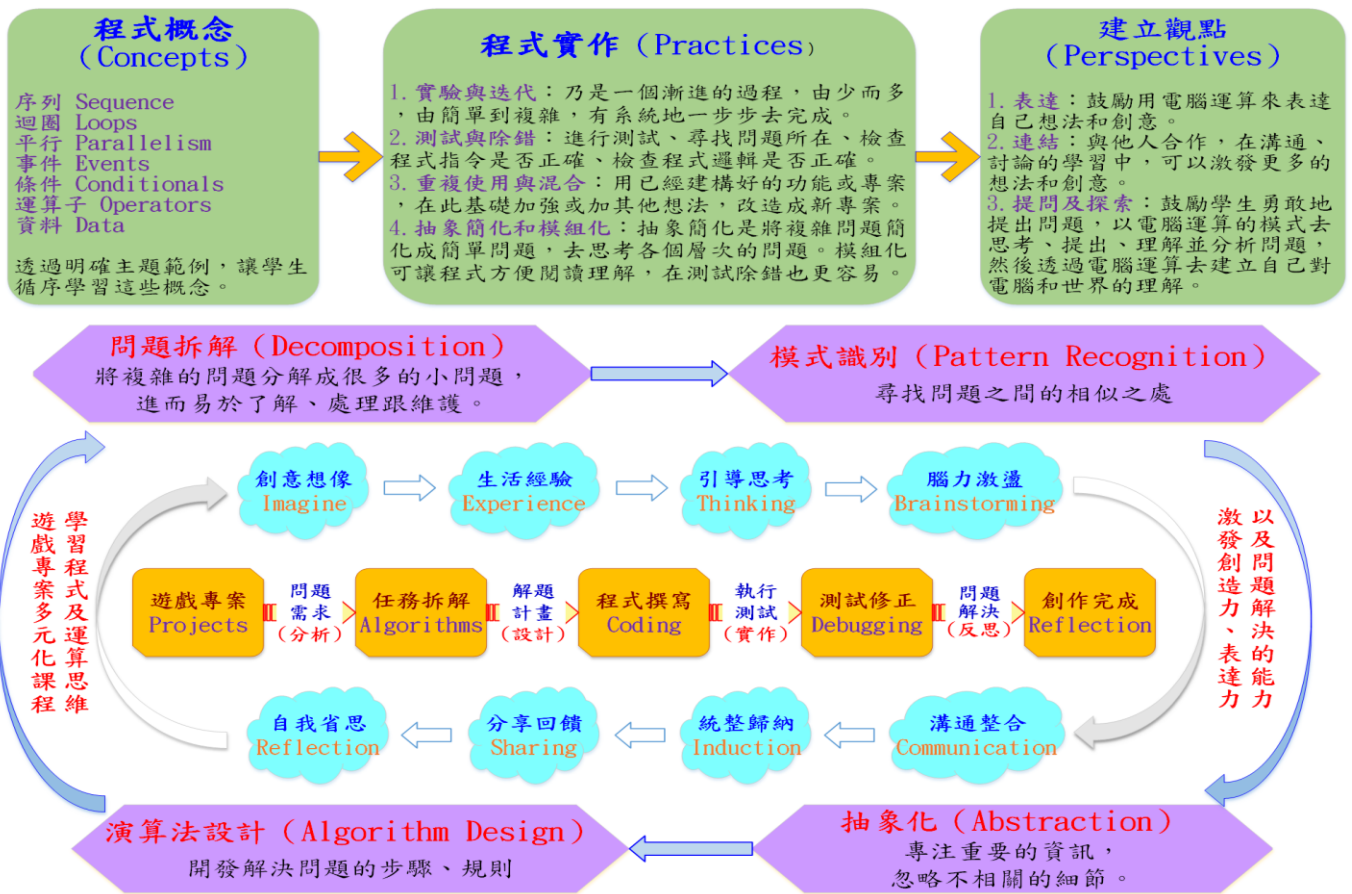 程式概念
(Concepts)
序列 Sequence
迴圈 Loops
平行 Parallelism
事件 Events
條件 Conditionals
運算子 Operators
資料 Data
透過明確主題範例，讓學生
循序學習這些概念。
程式實作（Practices）
1. 實驗與迭代：乃是一個漸進的過程，由少而多
，由簡單到複雜，有系統地一步步去完成。
2. 測試與除錯：進行測試、尋找問題所在、檢查
程式指令是否正確、檢查程式邏輯是否正確。
3. 重複使用與混合：用已經建構好的功能或專案
，在此基礎加強或加其他想法，改造成新專案。
4. 抽象簡化和模組化：抽象簡化是將複雜問題簡
化成簡單問題，去思考各個層次的問題。模組化
可讓程式方便閱讀理解，在測試除錯也更容易。
建立觀點
（Perspectives）
1. 表達：鼓勵用電腦運算來表達
自己想法和創意。
2. 連結：與他人合作，在溝通、
討論的學習中，可以激發更多的
想法和創意。
3. 提問及探索：鼓勵學生勇敢地
提出問題，以電腦運算的模式去
思考、提出、理解並分析問題，
然後透過電腦運算去建立自己對
電腦和世界的理解。
問題拆解（Decomposition）
將複雜的問題分解成很多的小問題，
進而易於了解、處理跟維護。
模式識別（Pattern Recognition）
尋找問題之間的相似之處
創意想像
Imagine
生活經驗
Experience
引導思考
Thinking
腦力激盪
Brainstorming
學習程式及運算思維
遊戲專案多元化課程
遊戲專案
Projects
問題
需求
(分析)
任務拆解
Algorithms
解題
計畫
(設計)
程式撰寫
Coding
執行
測試
(實作)
測試修正
Debugging
問題
解決
(反思)
創作完成
Reflection
以及問題解決的能力
激發創造力、表達力
自我省思
Reflection
分享回饋
Sharing
統整歸納
Induction
溝通整合
Communication
演算法設計（Algorithm Design）
開發解決問題的步驟、規則
抽象化（Abstraction）
專注重要的資訊，
忽略不相關的細節。